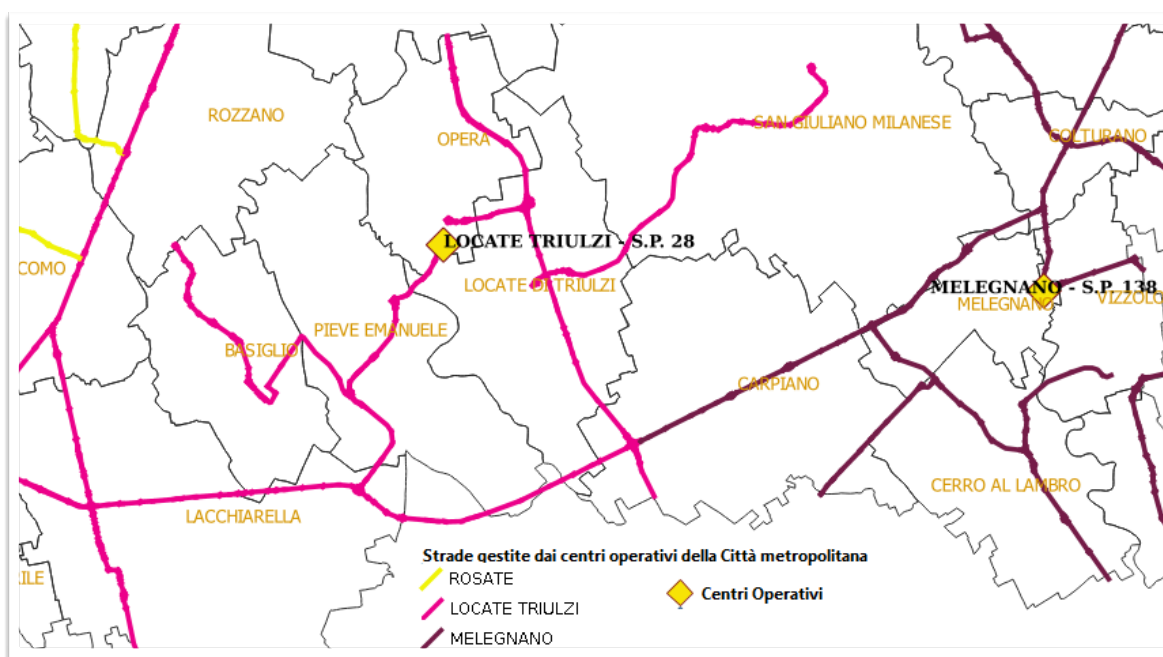 ROZZANO
OPERA
SAN GIULIANO MILANESE
COLTURANO
LOCATE TRIULZI - S.P. 28
COMO
LOCATE DI TRIULZI
MELEGNANO - S.P. 138
MELEGNANO
VIZZOLO
PIEVE EMANUELE
BASIGLIO
CARPIANO
CERRO AL LAMBRO
LACCHIARELLA
Strade gestite dai centri operativi della Città metropolitana
RILE
ROSATE
Centri Operativi
LOCATE TRIULZI
MELEGNANO